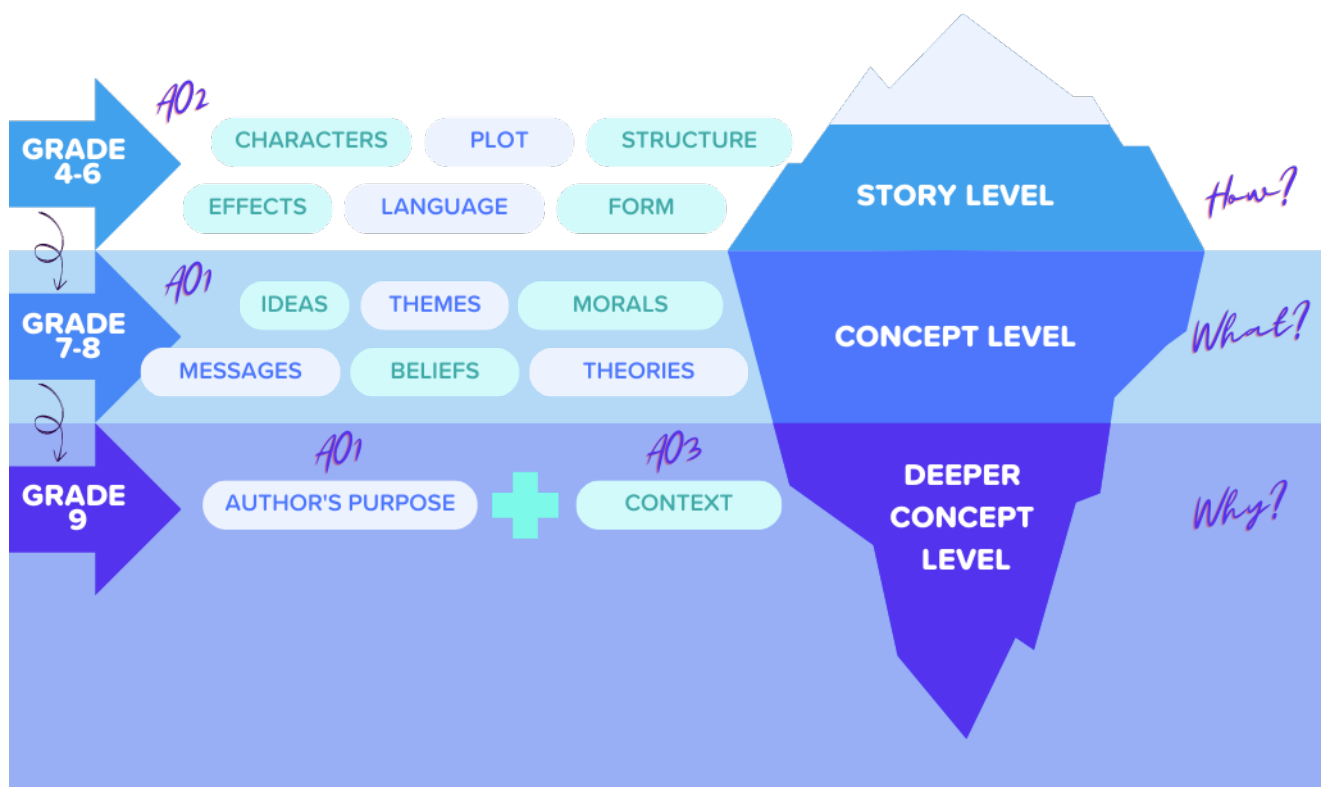 AO2
GRADE
4-6
CHARACTERS PLOT STRUCTURE
EFFECTS LANGUAGE FORM
STORY LEVEL
How?
AO1
GRADE
7-8
IDEAS THEMES MORALS
MESSAGES BELIEFS THEORIES
CONCEPT LEVEL
What?
AO1 AO3
GRADE
9
AUTHOR'S PURPOSE CONTEXT
DEEPER
CONCEPT
LEVEL
Why?